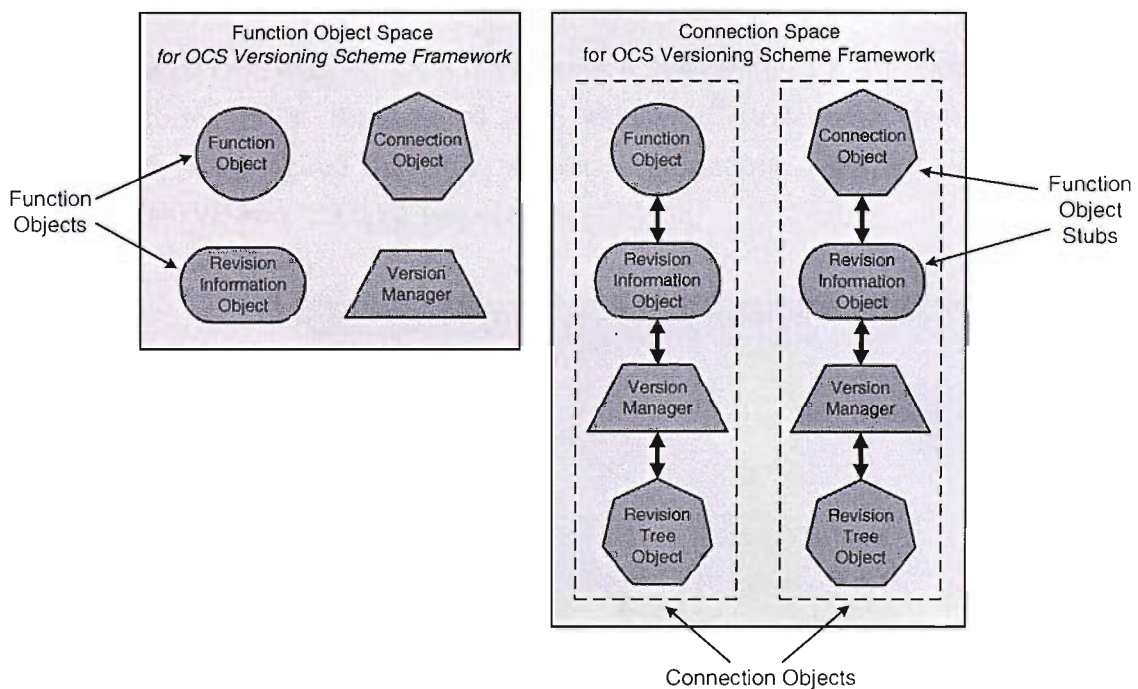 Function Object Space
for OCS Versioning Scheme Framework
Function
Object
Connection
Object
Revision
Information
Object
Version
Manager
Function
Objects
Connection Space
for OCS Versioning Scheme Framework
Function
Object
Revision
Information
Object
Version
Manager
Revision
Tree
Object
Connection
Object
Revision
Information
Object
Version
Manager
Revision
Tree
Object
Function
Object
Stubs
Connection Objects